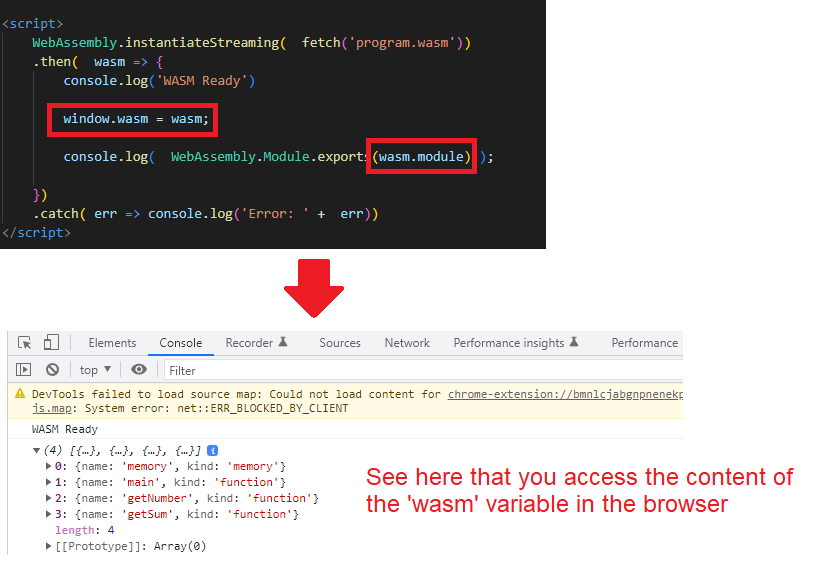 <script>
WebAssembly.instantiateStreaming(  fetch('program.wasm'))
.then(  wasm => {
console.log('WASM Ready')
window.wasm = wasm;
console.log(  WebAssembly.Module.exports(wasm.module) );
})
.catch( err => console.log('Error: ' +  err))
</script>
Elements Console Recorder Sources Network Performance insights Performance
top ▼ Filter
DevTools failed to load source map: Could not load content for chrome-extension://bmnlcjabgnpnenekp
js.map: System error: net::ERR_BLOCKED_BY_CLIENT
WASM Ready
▼(4) [{…}, {…}, {…}, {…}] i
▶0: {name: 'memory', kind: 'memory'}
▶1: {name: 'main', kind: 'function'}
▶2: {name: 'getNumber', kind: 'function'}
▶3: {name: 'getSum', kind: 'function'}
length: 4
▶[[Prototype]]: Array(0)
See here that you access the content of
the 'wasm' variable in the browser